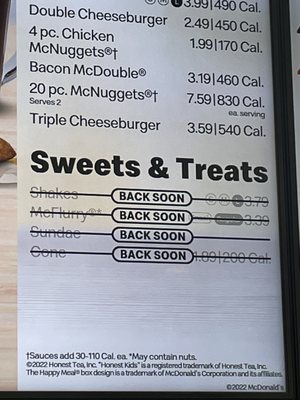 3.99|490 Cal.
Double Cheeseburger 2.49|450 Cal.
4 pc. Chicken
McNuggets®† 1.99|170 Cal.
Bacon McDouble® 3.19|460 Cal.
20 pc. McNuggets®† 7.59|830 Cal.
Serves 2 ea. serving
Triple Cheeseburger 3.59|540 Cal.
Sweets & Treats
Shakes BACK SOON 3.79
McFlurry®* BACK SOON 3.39
Sundae BACK SOON
Cone BACK SOON 1.89|200 Cal.
†Sauces add 30-110 Cal. ea. *May contain nuts.
©2022 Honest Tea, Inc. "Honest Kids" is a registered trademark of Honest Tea, Inc.
The Happy Meal® box design is a trademark of McDonald's Corporation and its affiliates.
©2022 McDonald's